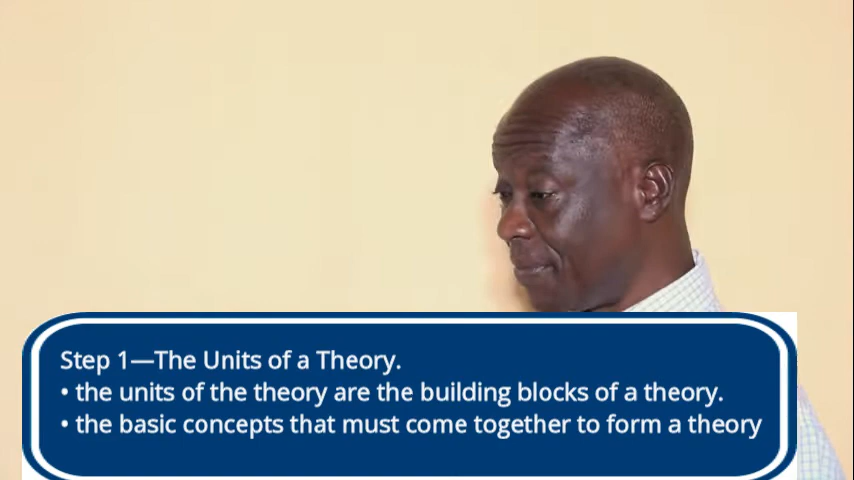 Step 1—The Units of a Theory.
• the units of the theory are the building blocks of a theory.
• the basic concepts that must come together to form a theory